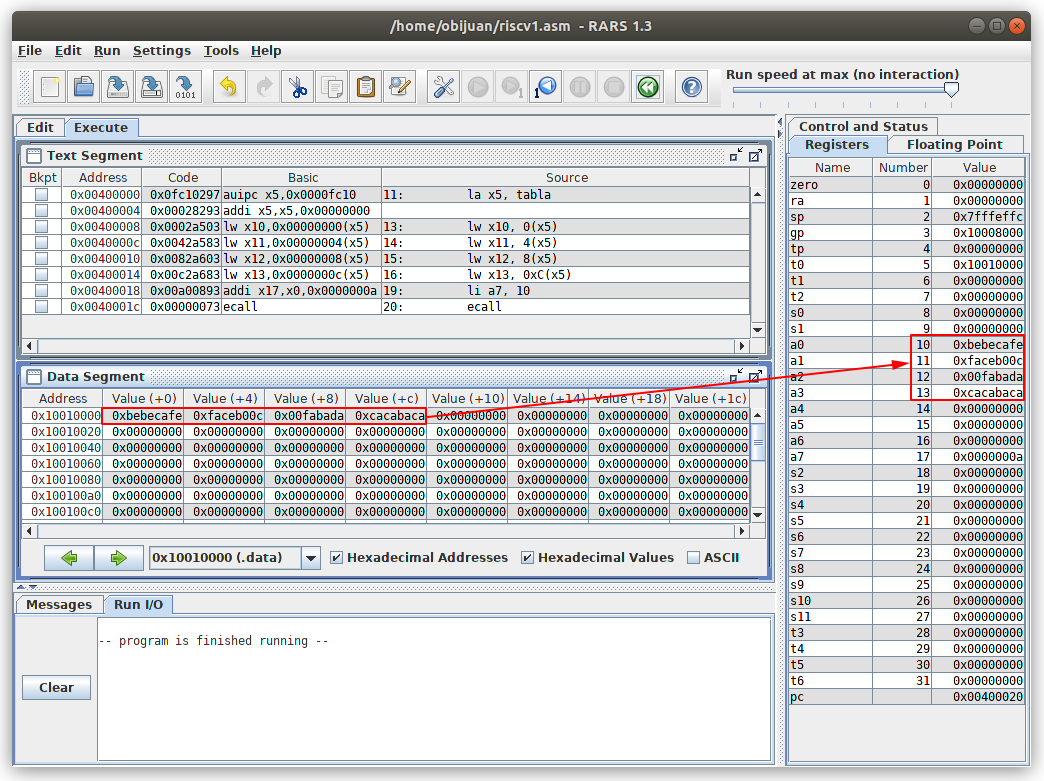 /home/obijuan/riscv1.asm - RARS 1.3
File Edit Run Settings Tools Help
0101
1
1
Run speed at max (no interaction)
Edit Execute
Text Segment
Bkpt Address Code Basic Source
0x00400000 0x0fc10297 auipc x5,0x0000fc10 11: la x5, tabla
0x00400004 0x00028293 addi x5,x5,0x00000000
0x00400008 0x0002a503 lw x10,0x00000000(x5) 13: lw x10, 0(x5)
0x0040000c 0x0042a583 lw x11,0x00000004(x5) 14: lw x11, 4(x5)
0x00400010 0x0082a603 lw x12,0x00000008(x5) 15: lw x12, 8(x5)
0x00400014 0x00c2a683 lw x13,0x0000000c(x5) 16: lw x13, 0xC(x5)
0x00400018 0x00a00893 addi x17,x0,0x0000000a 19: li a7, 10
0x0040001c 0x00000073 ecall 20: ecall
Data Segment
Address Value (+0) Value (+4) Value (+8) Value (+c) Value (+10) Value (+14) Value (+18) Value (+1c)
0x10010000 0xbebecafe 0xfaceb00c 0x00fabada 0xcacabaca 0x00000000 0x00000000 0x00000000 0x00000000
0x10010020 0x00000000 0x00000000 0x00000000 0x00000000 0x00000000 0x00000000 0x00000000 0x00000000
0x10010040 0x00000000 0x00000000 0x00000000 0x00000000 0x00000000 0x00000000 0x00000000 0x00000000
0x10010060 0x00000000 0x00000000 0x00000000 0x00000000 0x00000000 0x00000000 0x00000000 0x00000000
0x10010080 0x00000000 0x00000000 0x00000000 0x00000000 0x00000000 0x00000000 0x00000000 0x00000000
0x100100a0 0x00000000 0x00000000 0x00000000 0x00000000 0x00000000 0x00000000 0x00000000 0x00000000
0x100100c0 0x00000000 0x00000000 0x00000000 0x00000000 0x00000000 0x00000000 0x00000000 0x00000000
0x10010000 (.data) Hexadecimal Addresses Hexadecimal Values ASCII
Messages Run I/O
-- program is finished running --
Clear
Control and Status
Registers Floating Point
Name Number Value
zero 0 0x00000000
ra 1 0x00000000
sp 2 0x7fffeffc
gp 3 0x10008000
tp 4 0x00000000
t0 5 0x10010000
t1 6 0x00000000
t2 7 0x00000000
s0 8 0x00000000
s1 9 0x00000000
a0 10 0xbebecafe
a1 11 0xfaceb00c
a2 12 0x00fabada
a3 13 0xcacabaca
a4 14 0x00000000
a5 15 0x00000000
a6 16 0x00000000
a7 17 0x0000000a
s2 18 0x00000000
s3 19 0x00000000
s4 20 0x00000000
s5 21 0x00000000
s6 22 0x00000000
s7 23 0x00000000
s8 24 0x00000000
s9 25 0x00000000
s10 26 0x00000000
s11 27 0x00000000
t3 28 0x00000000
t4 29 0x00000000
t5 30 0x00000000
t6 31 0x00000000
pc 0x00400020